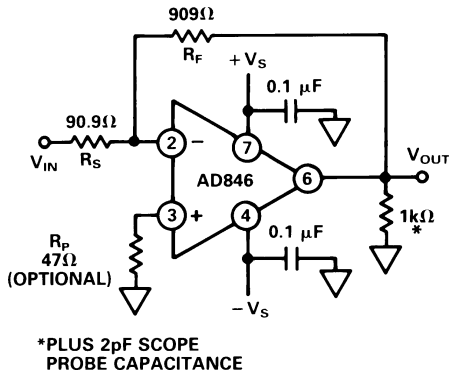 909Ω
R_F
+V_S
0.1 μF
90.9Ω
V_IN
R_S
2
−
7
AD846
6
V_OUT
3
+
4
1kΩ
*
R_P
47Ω
(OPTIONAL)
0.1 μF
−V_S
*PLUS 2pF SCOPE
PROBE CAPACITANCE